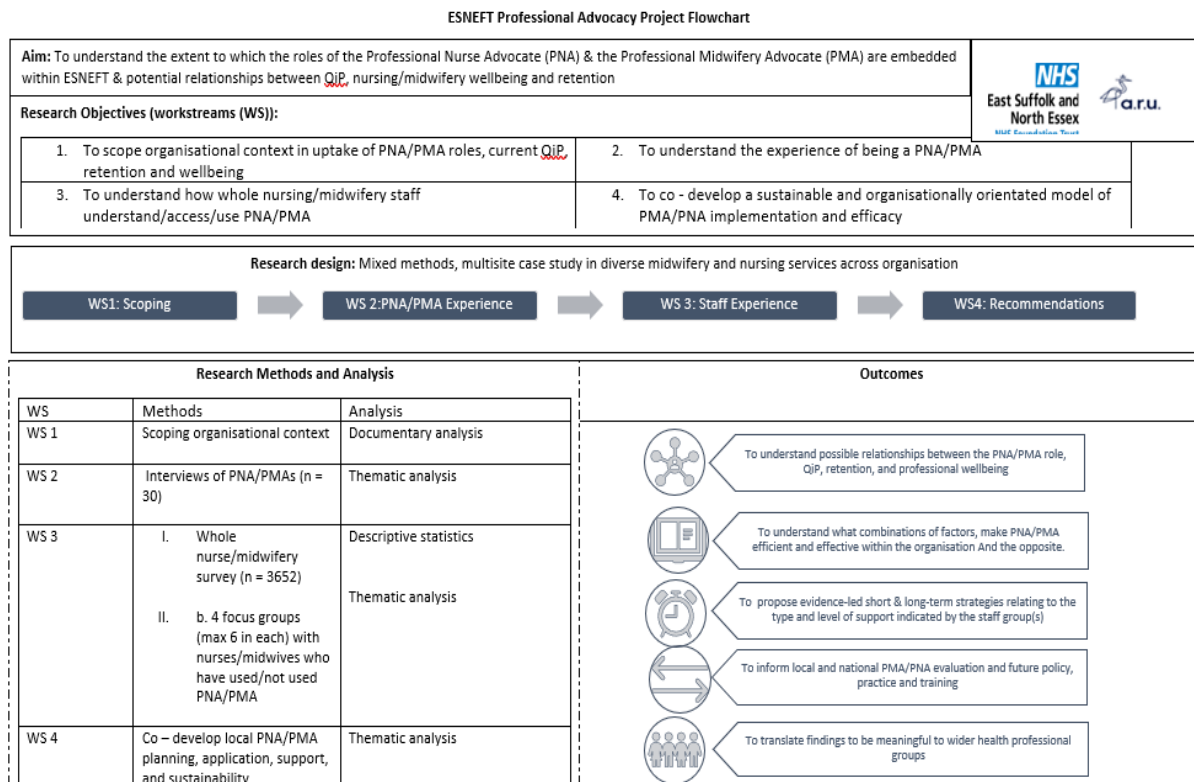 ESNEFT Professional Advocacy Project Flowchart
Aim: To understand the extent to which the roles of the Professional Nurse Advocate (PNA) & the Professional Midwifery Advocate (PMA) are embedded
within ESNEFT & potential relationships between QiP, nursing/midwifery wellbeing and retention
NHS
East Suffolk and
North Essex
NHS Foundation Trust
a.r.u.
Research Objectives (workstreams (WS)):
1. To scope organisational context in uptake of PNA/PMA roles, current QiP,
retention and wellbeing
2. To understand the experience of being a PNA/PMA
3. To understand how whole nursing/midwifery staff
understand/access/use PNA/PMA
4. To co - develop a sustainable and organisationally orientated model of
PMA/PNA implementation and efficacy
Research design: Mixed methods, multisite case study in diverse midwifery and nursing services across organisation
WS1: Scoping
WS 2:PNA/PMA Experience
WS 3: Staff Experience
WS4: Recommendations
Research Methods and Analysis
WS Methods Analysis
WS 1 Scoping organisational context Documentary analysis
WS 2 Interviews of PNA/PMAs (n = Thematic analysis
30)
WS 3 I. Whole Descriptive statistics
nurse/midwifery
survey (n = 3652)
Thematic analysis
II. b. 4 focus groups
(max 6 in each) with
nurses/midwives who
have used/not used
PNA/PMA
WS 4 Co – develop local PNA/PMA Thematic analysis
planning, application, support,
and sustainability
Outcomes
To understand possible relationships between the PNA/PMA role,
QiP, retention, and professional wellbeing
To understand what combinations of factors, make PNA/PMA
efficient and effective within the organisation And the opposite.
To propose evidence-led short & long-term strategies relating to the
type and level of support indicated by the staff group(s)
To inform local and national PMA/PNA evaluation and future policy,
practice and training
To translate findings to be meaningful to wider health professional
groups